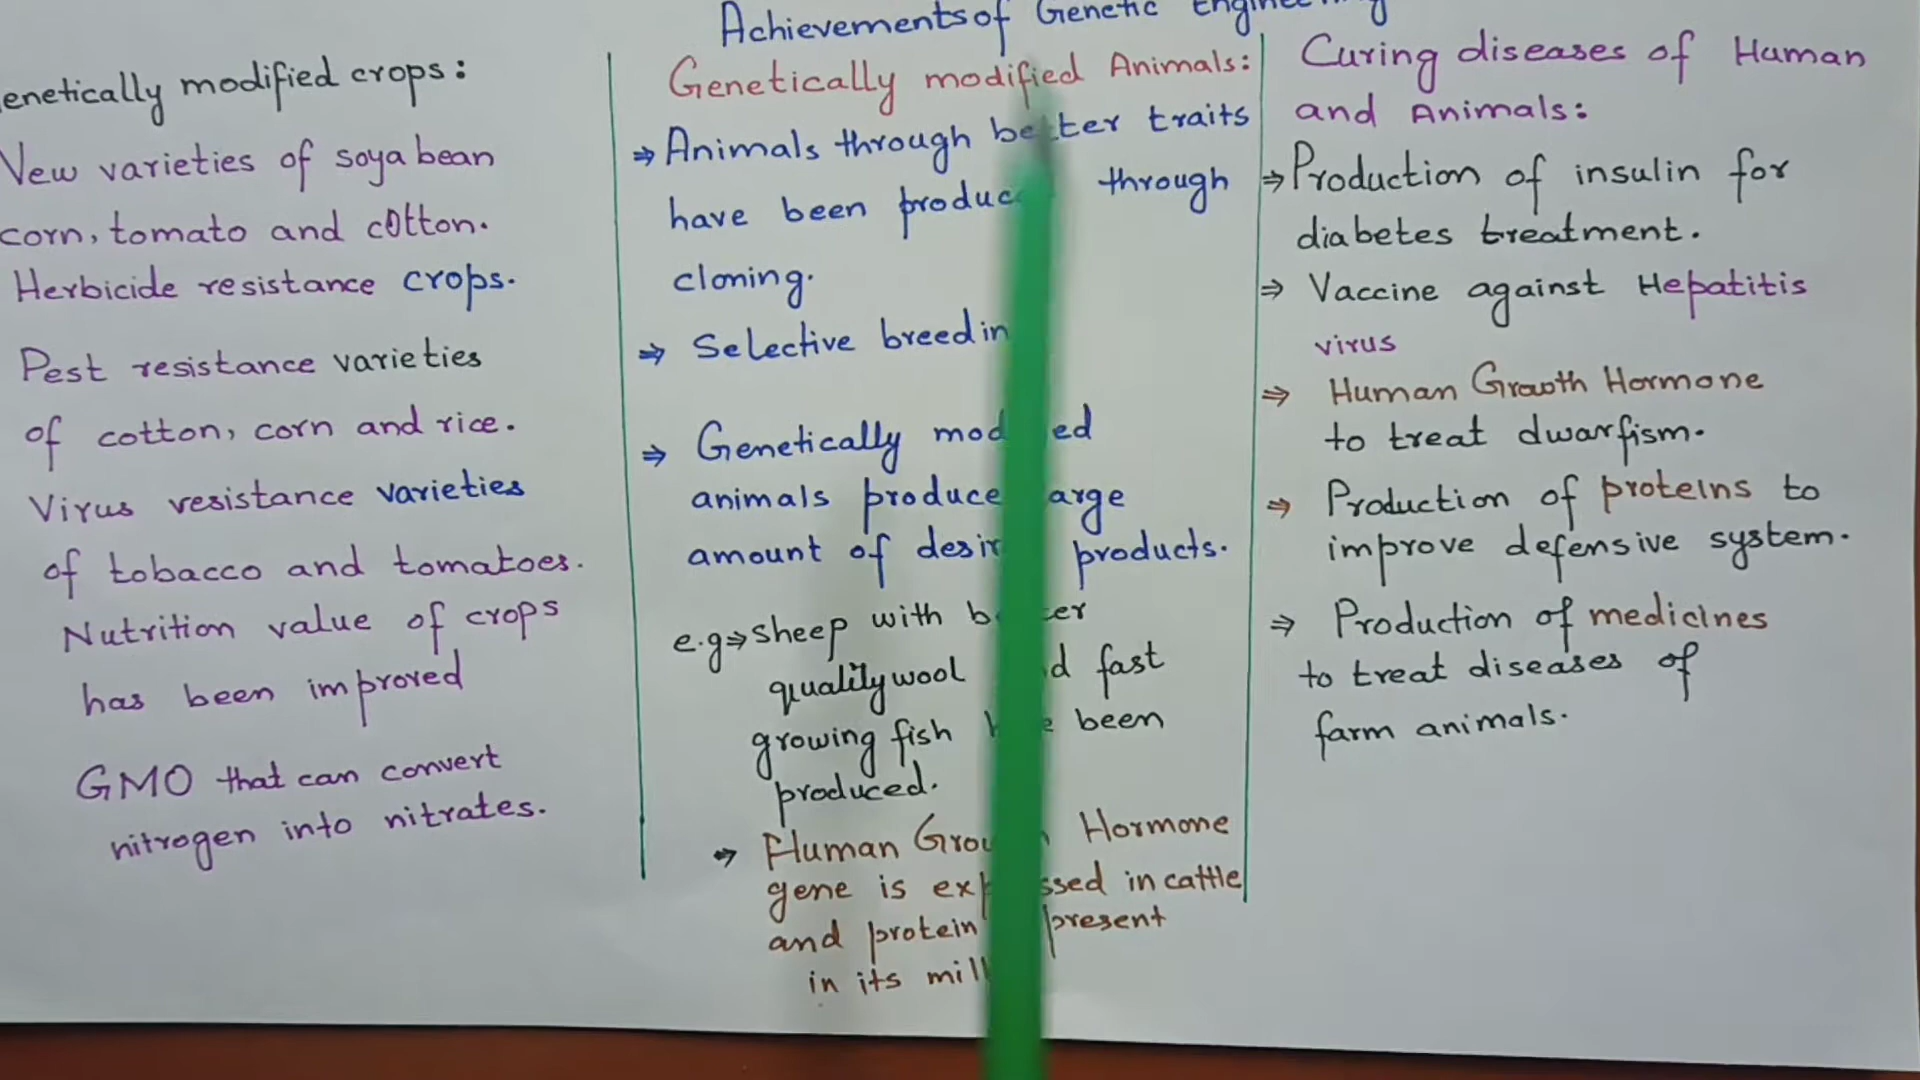 Achievements of Genetic Engineering
enetically modified crops:
New varieties of soya bean
corn, tomato and cotton.
Herbicide resistance crops.
Pest resistance varieties
of cotton, corn and rice.
Virus resistance varieties
of tobacco and tomatoes.
Nutrition value of crops
has been improved
GMO that can convert
nitrogen into nitrates.
Genetically modified Animals:
⇒ Animals through better traits
have been produc through
cloning.
⇒ Selective breedin
⇒ Genetically mod ed
animals produce arge
amount of desir products.
e.g⇒ sheep with b er
quality wool d fast
growing fish h e been
produced.
⇒ Human Grow Hormone
gene is exp ssed in cattle
and protein present
in its mil
Curing diseases of Human
and Animals:
⇒ Production of insulin for
diabetes treatment.
⇒ Vaccine against Hepatitis
virus
⇒ Human Growth Hormone
to treat dwarfism.
⇒ Production of proteins to
improve defensive system.
⇒ Production of medicines
to treat diseases of
farm animals.